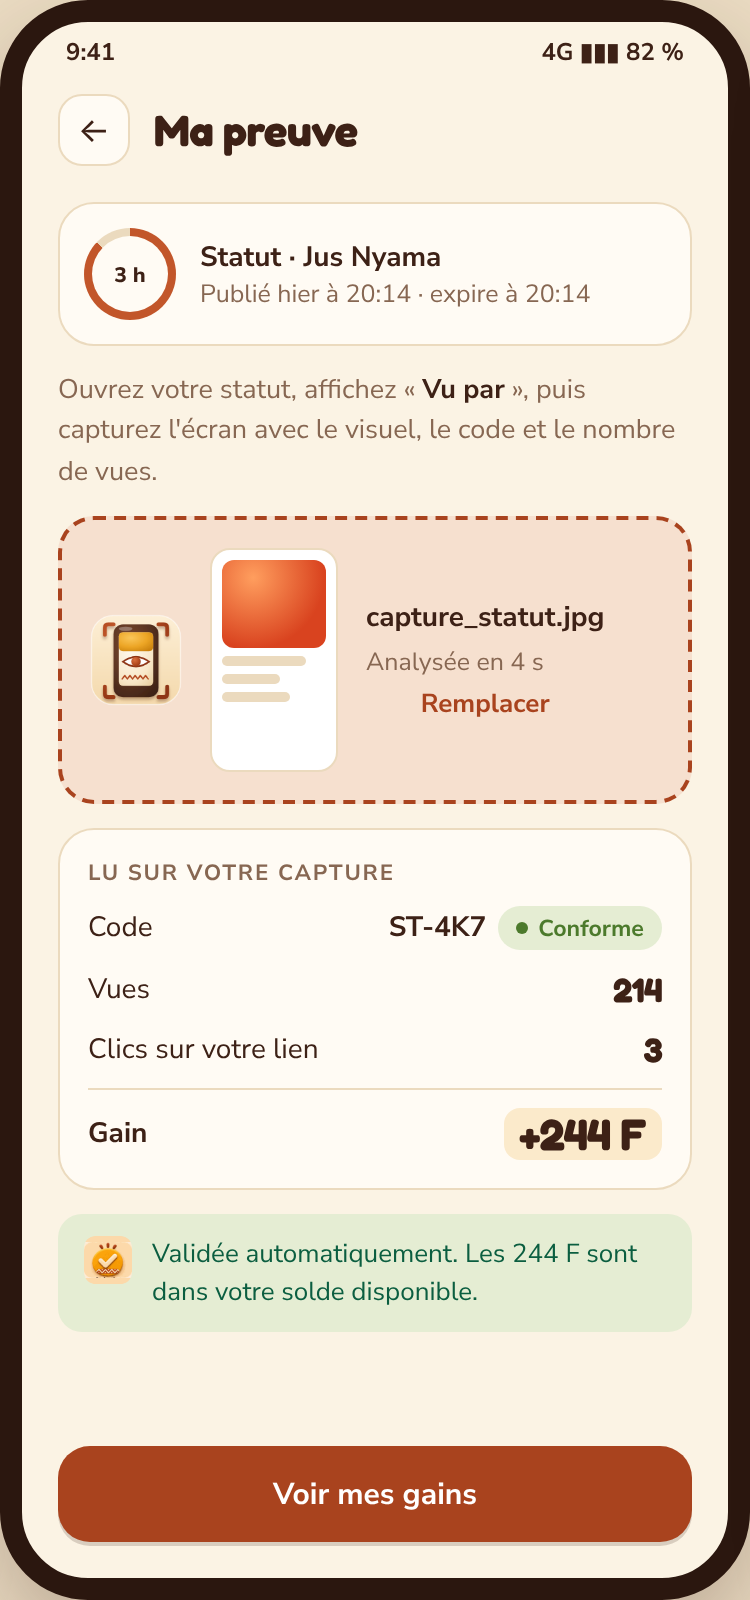 9:41
4G ▮▮▮ 82 %
Ma preuve
3 h
Statut · Jus Nyama
Publié hier à 20:14 · expire à 20:14
Ouvrez votre statut, affichez « Vu par », puis
capturez l'écran avec le visuel, le code et le nombre
de vues.
capture_statut.jpg
Analysée en 4 s
Remplacer
LU SUR VOTRE CAPTURE
Code ST-4K7 Conforme
Vues 214
Clics sur votre lien 3
Gain +244 F
Validée automatiquement. Les 244 F sont
dans votre solde disponible.
Voir mes gains